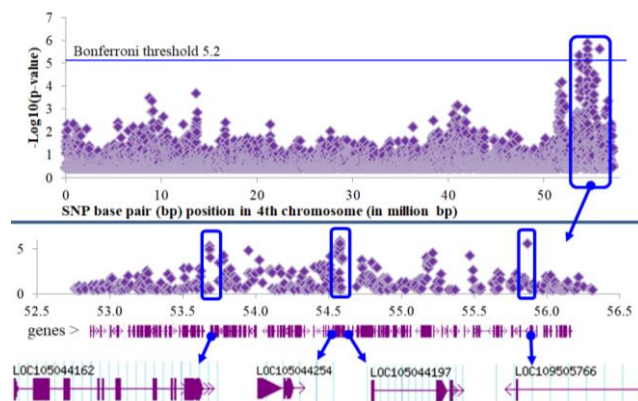 7
6
Bonferroni threshold 5.2
5
4
3
2
1
0
-Log10(p-value)
0 10 20 30 40 50
SNP base pair (bp) position in 4th chromosome (in million bp)
5
0
52.5 53.0 53.5 54.0 54.5 55.0 55.5 56.0 56.5
genes >
LOC105044162 LOC105044254 LOC105044197 LOC109505766